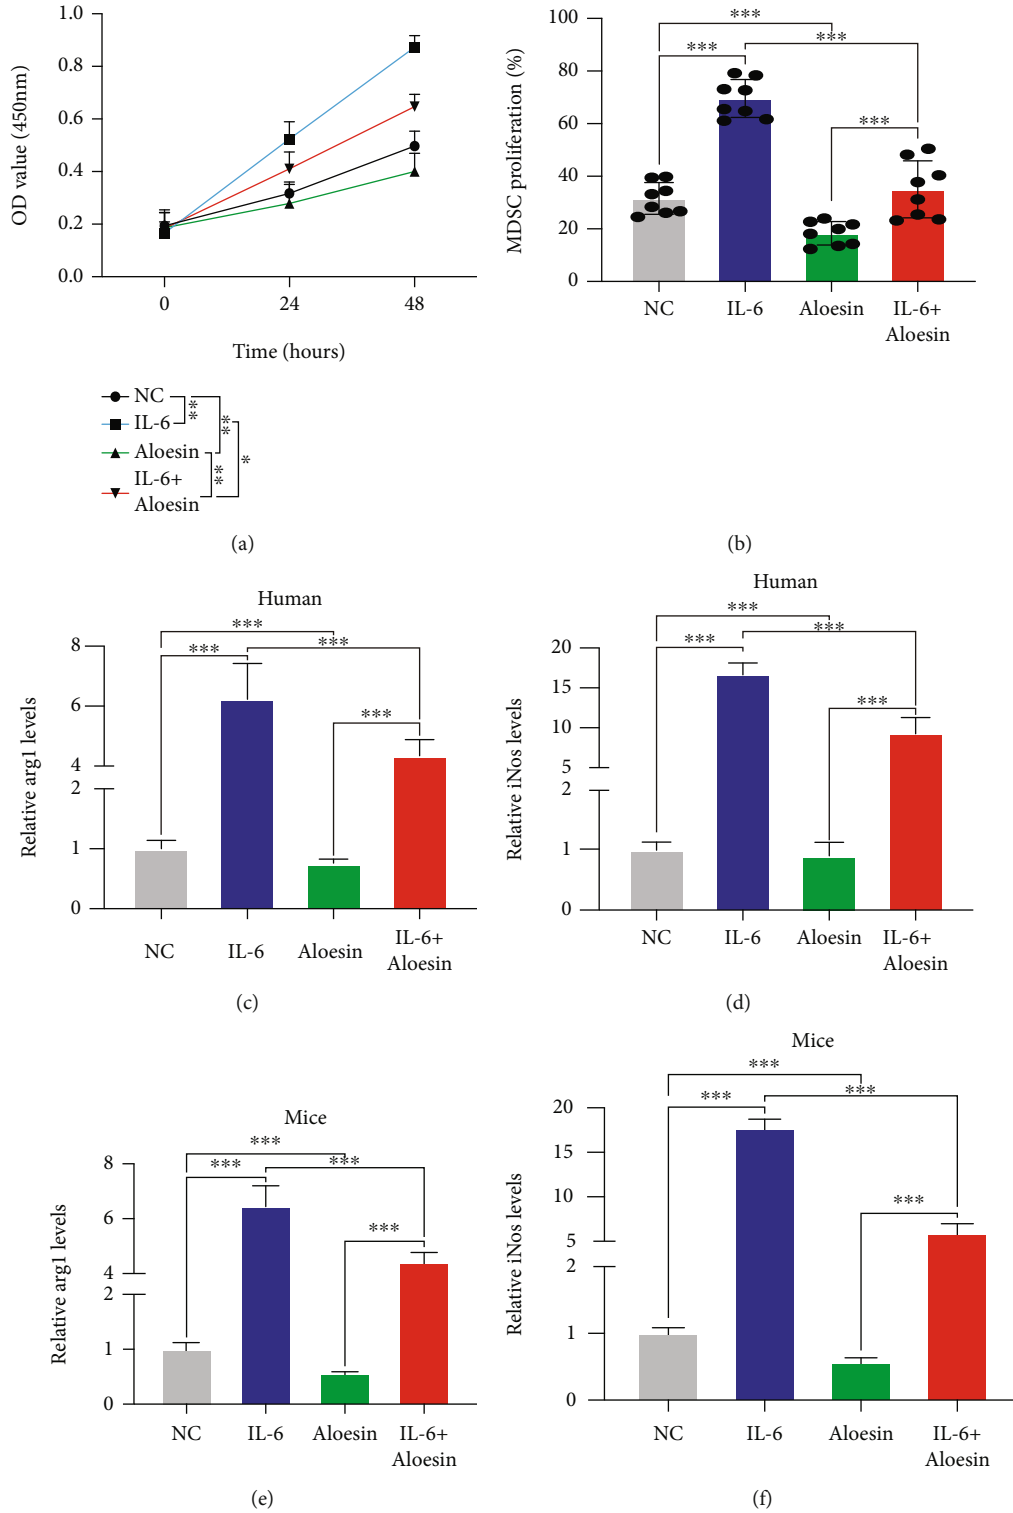 OD value (450nm)
1.0
0.8
0.6
0.4
0.2
0.0
0 24 48
Time (hours)
NC
IL-6
Aloesin
IL-6+
Aloesin
**
**
**
*
(a)
MDSC proliferation (%)
100
80
60
40
20
0
***
***
***
***
NC IL-6 Aloesin IL-6+
Aloesin
(b)
Human
Relative arg1 levels
8
6
4
2
1
0
***
***
***
***
NC IL-6 Aloesin IL-6+
Aloesin
(c)
Human
Relative iNos levels
20
15
10
5
2
1
0
***
***
***
***
NC IL-6 Aloesin IL-6+
Aloesin
(d)
Mice
Relative arg1 levels
8
6
4
2
1
0
***
***
***
***
NC IL-6 Aloesin IL-6+
Aloesin
(e)
Mice
Relative iNos levels
20
15
10
5
2
1
0
***
***
***
***
NC IL-6 Aloesin IL-6+
Aloesin
(f)